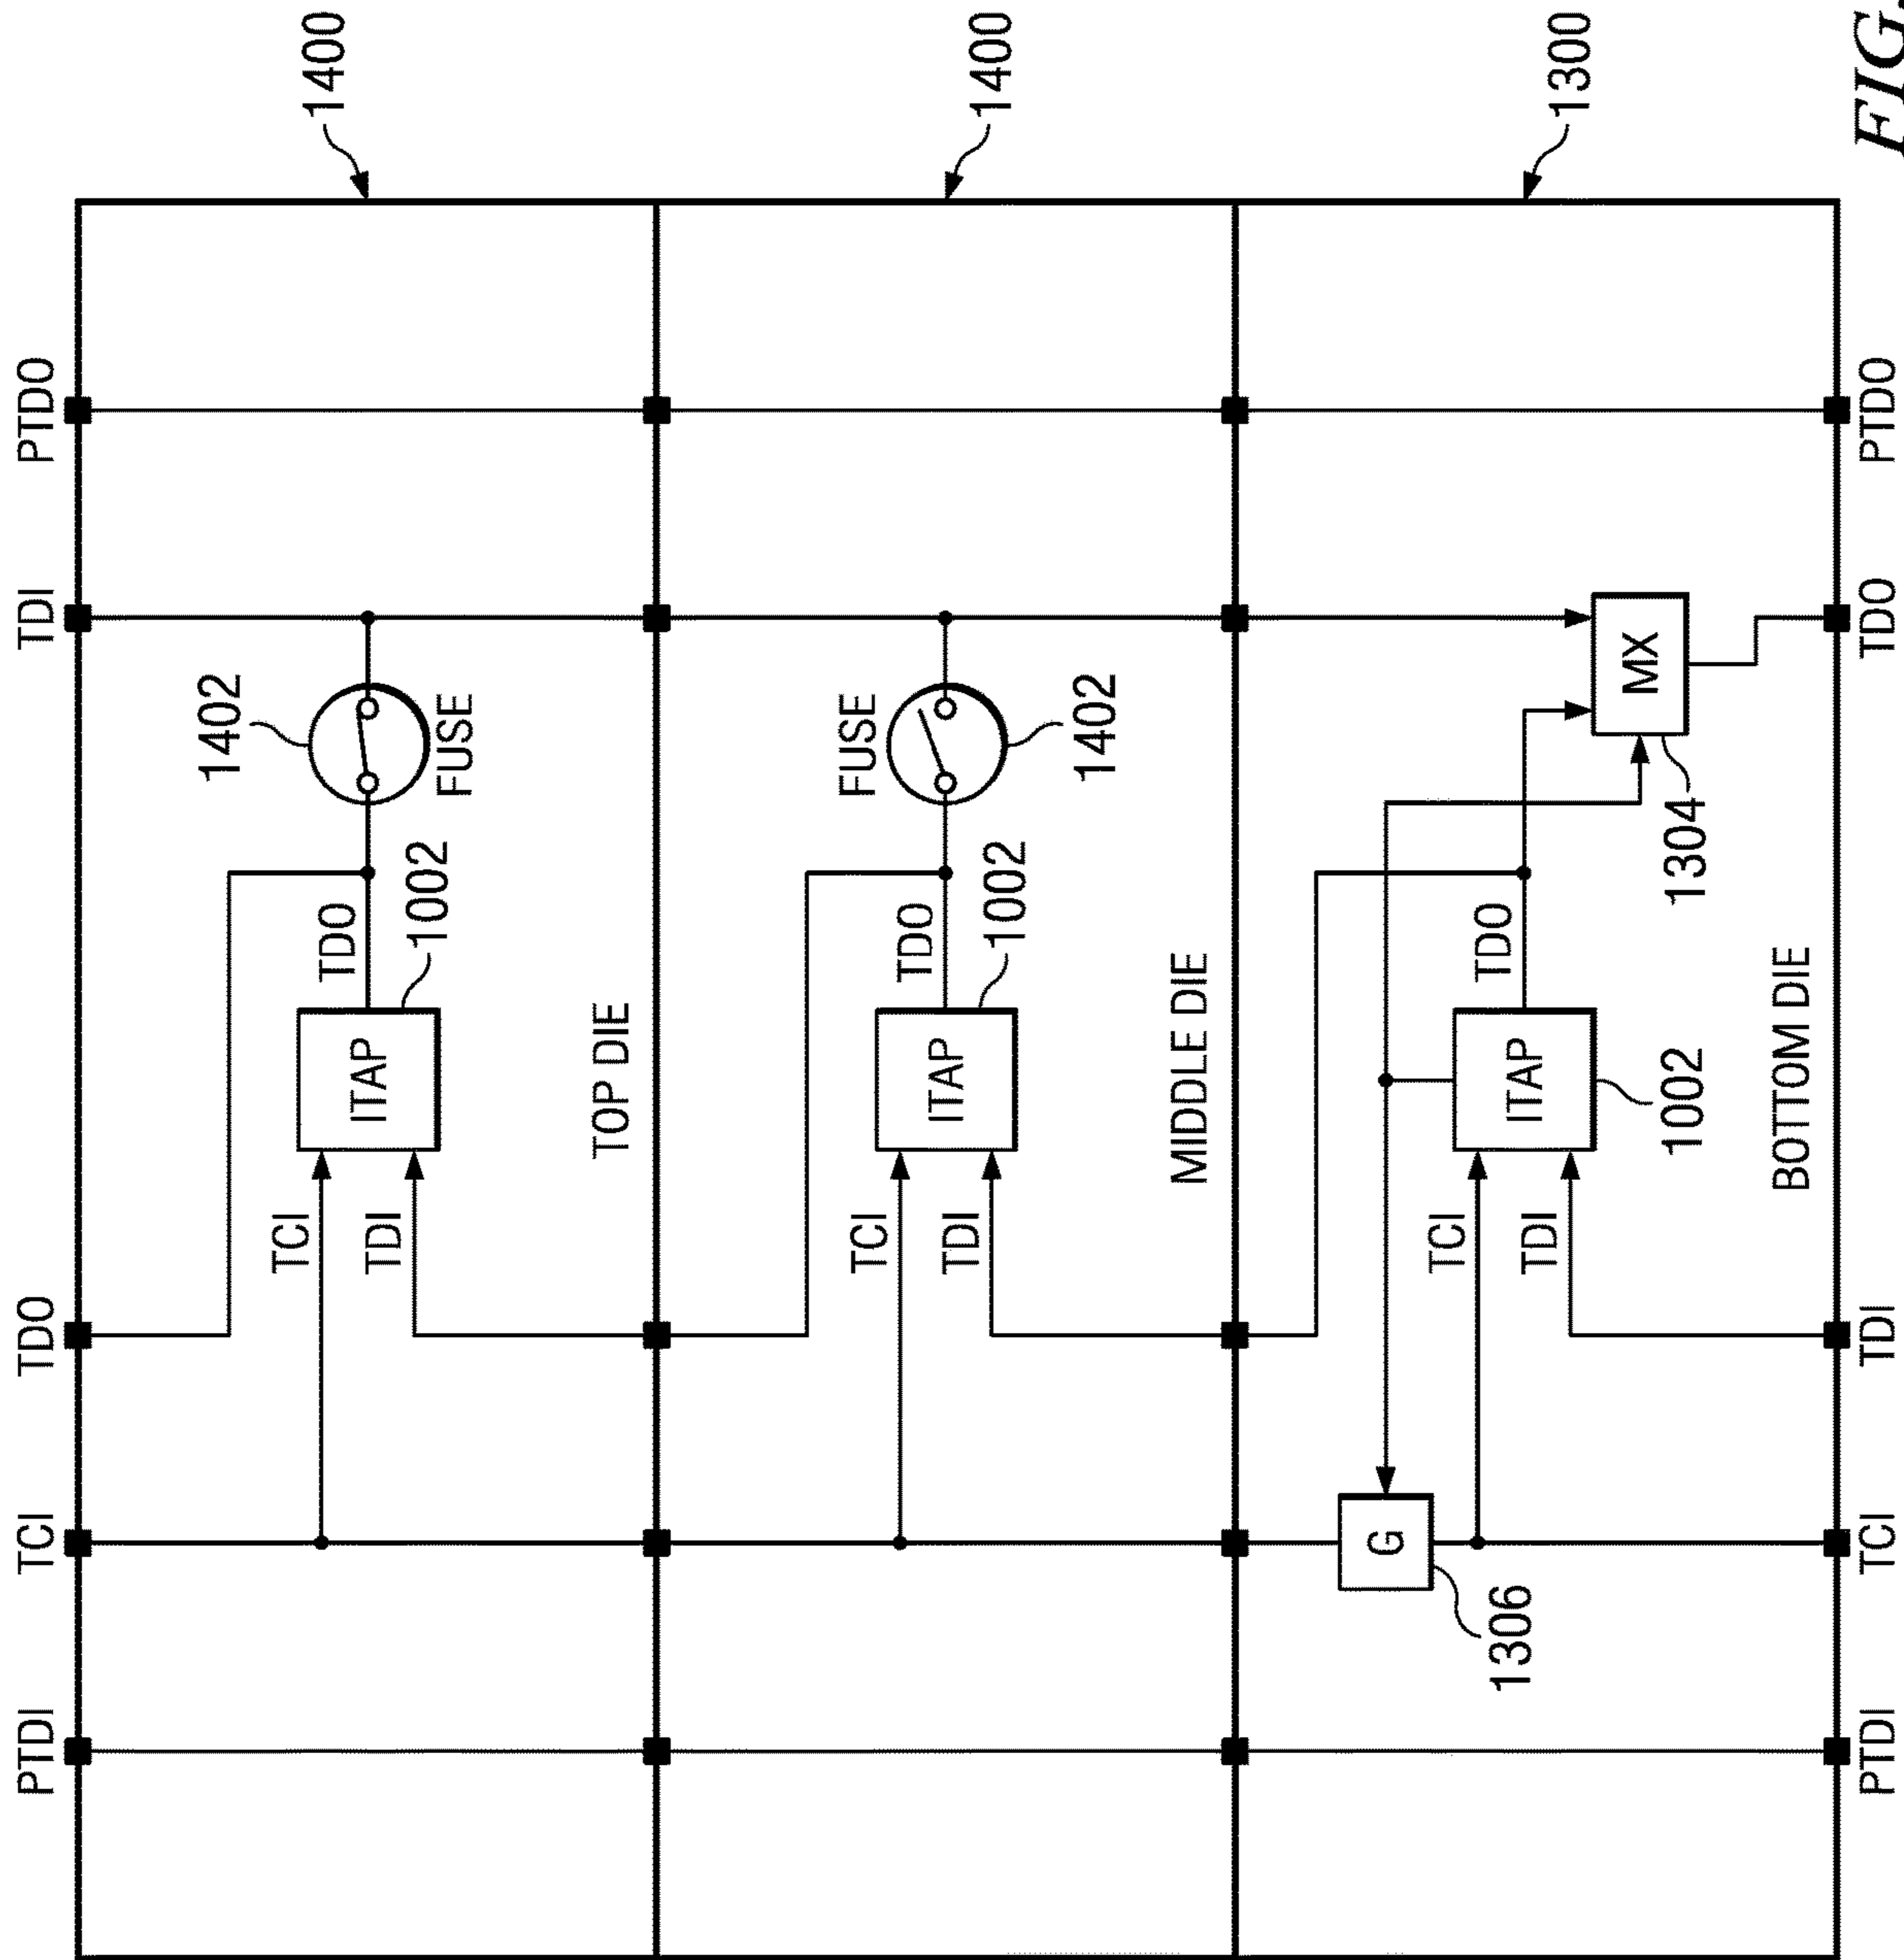 PTDI
TCI
TDO
TDI
PTDO
1400
TCI
TDI
ITAP
TDO
1002
1402
FUSE
TOP DIE
1400
TCI
TDI
ITAP
TDO
1002
FUSE
1402
MIDDLE DIE
1300
G
1306
TCI
TDI
ITAP
TDO
1002
MX
1304
BOTTOM DIE
PTDI
TCI
TDI
TDO
PTDO
FIG.